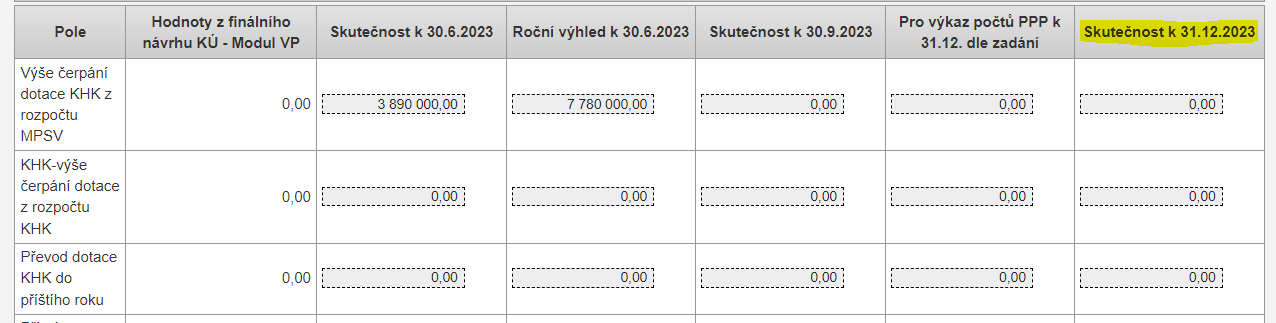 Pole
Hodnoty z finálního
návrhu KÚ - Modul VP
Skutečnost k 30.6.2023
Roční výhled k 30.6.2023
Skutečnost k 30.9.2023
Pro výkaz počtů PPP k
31.12. dle zadání
Skutečnost k 31.12.2023
Výše čerpání
dotace KHK z
rozpočtu
MPSV
0,00
3 890 000,00
7 780 000,00
0,00
0,00
0,00
KHK-výše
čerpání dotace
z rozpočtu
KHK
0,00
0,00
0,00
0,00
0,00
0,00
Převod dotace
KHK do
příštího roku
0,00
0,00
0,00
0,00
0,00
0,00